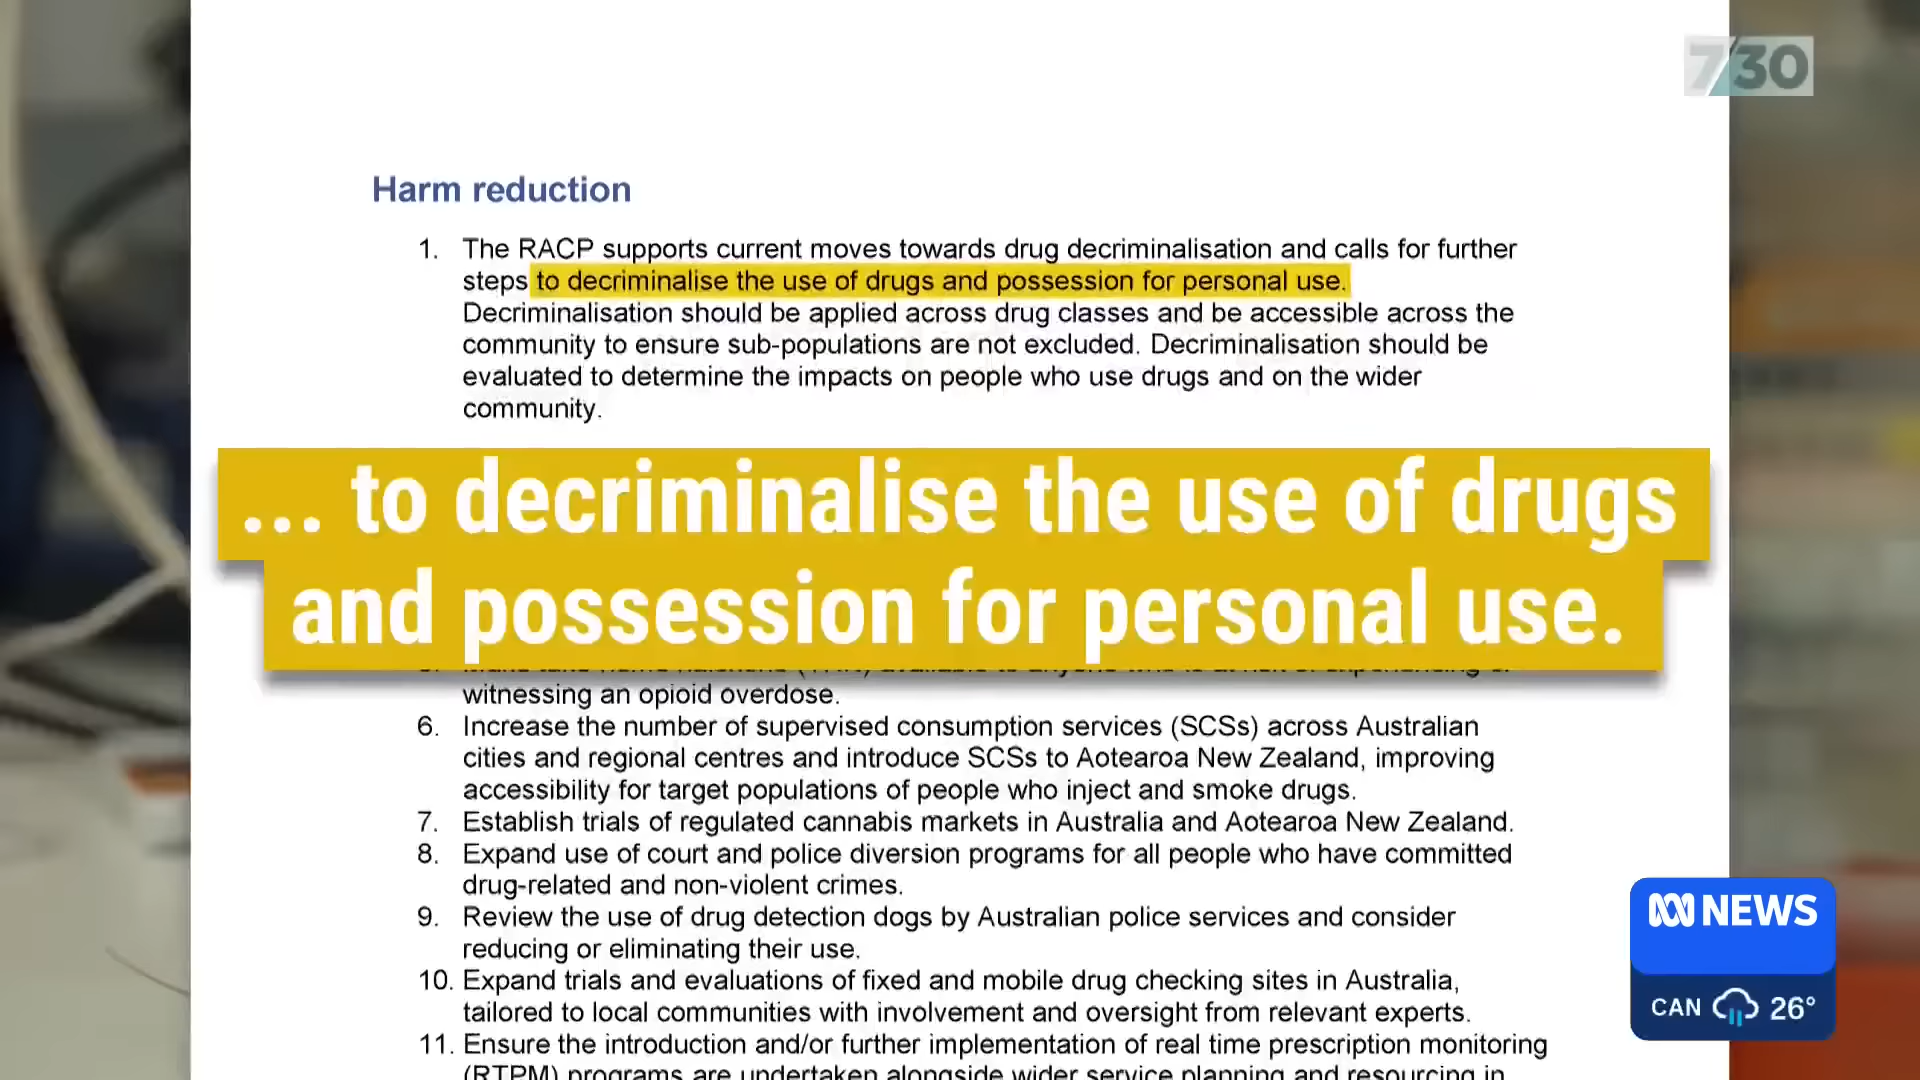 7/30
Harm reduction
1. The RACP supports current moves towards drug decriminalisation and calls for further
steps to decriminalise the use of drugs and possession for personal use.
Decriminalisation should be applied across drug classes and be accessible across the
community to ensure sub-populations are not excluded. Decriminalisation should be
evaluated to determine the impacts on people who use drugs and on the wider
community.
... to decriminalise the use of drugs
and possession for personal use.
witnessing an opioid overdose.
6. Increase the number of supervised consumption services (SCSs) across Australian
cities and regional centres and introduce SCSs to Aotearoa New Zealand, improving
accessibility for target populations of people who inject and smoke drugs.
7. Establish trials of regulated cannabis markets in Australia and Aotearoa New Zealand.
8. Expand use of court and police diversion programs for all people who have committed
drug-related and non-violent crimes.
9. Review the use of drug detection dogs by Australian police services and consider
reducing or eliminating their use.
10. Expand trials and evaluations of fixed and mobile drug checking sites in Australia,
tailored to local communities with involvement and oversight from relevant experts.
11. Ensure the introduction and/or further implementation of real time prescription monitoring
(RTPM) programs are undertaken alongside wider service planning and resourcing in
NEWS
CAN 26°